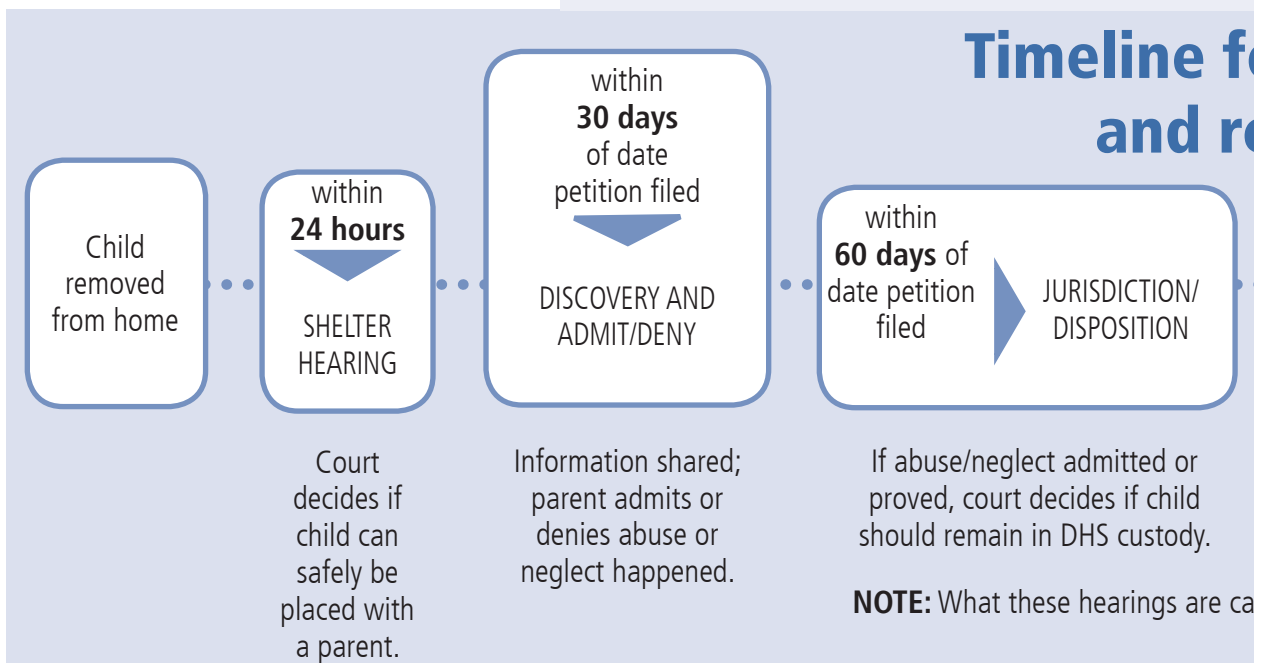 Timeline f
and r
Child
removed
from home
within
24 hours
SHELTER
HEARING
Court
decides if
child can
safely be
placed with
a parent.
within
30 days
of date
petition filed
DISCOVERY AND
ADMIT/DENY
Information shared;
parent admits or
denies abuse or
neglect happened.
within
60 days of
date petition
filed
JURISDICTION/
DISPOSITION
If abuse/neglect admitted or
proved, court decides if child
should remain in DHS custody.
NOTE: What these hearings are ca